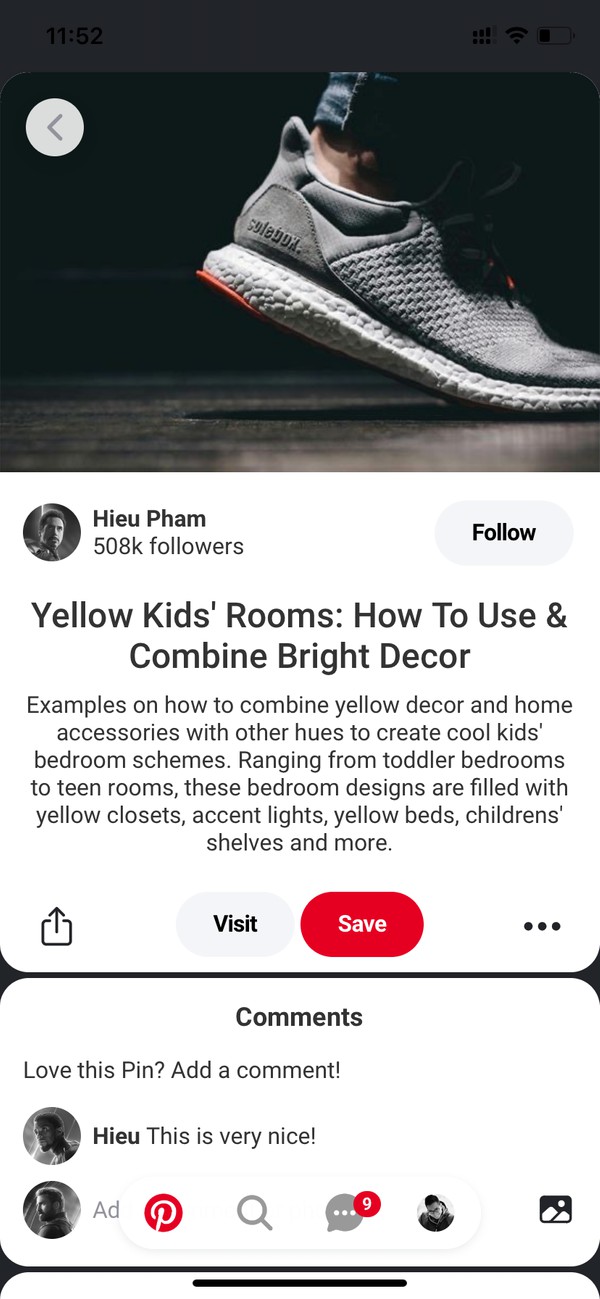 11:52
solebox.
Hieu Pham
508k followers
Follow
Yellow Kids' Rooms: How To Use &
Combine Bright Decor
Examples on how to combine yellow decor and home
accessories with other hues to create cool kids'
bedroom schemes. Ranging from toddler bedrooms
to teen rooms, these bedroom designs are filled with
yellow closets, accent lights, yellow beds, childrens'
shelves and more.
Visit
Save
Comments
Love this Pin? Add a comment!
Hieu This is very nice!
Ad
9